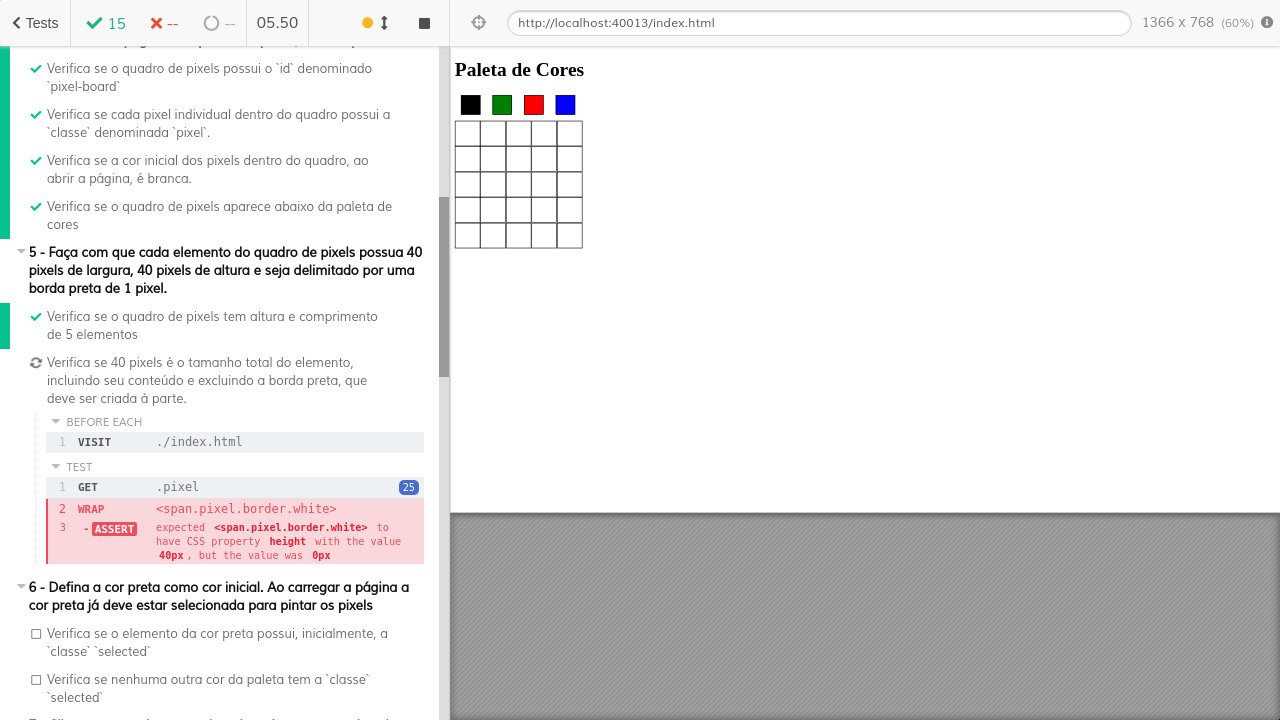 Tests
15
--
--
05.50
http://localhost:40013/index.html
1366 x 768 (60%)
Verifica se o quadro de pixels possui o `id` denominado
`pixel-board`
Verifica se cada pixel individual dentro do quadro possui a
`classe` denominada `pixel`.
Verifica se a cor inicial dos pixels dentro do quadro, ao
abrir a página, é branca.
Verifica se o quadro de pixels aparece abaixo da paleta de
cores
5 - Faça com que cada elemento do quadro de pixels possua 40
pixels de largura, 40 pixels de altura e seja delimitado por uma
borda preta de 1 pixel.
Verifica se o quadro de pixels tem altura e comprimento
de 5 elementos
Verifica se 40 pixels é o tamanho total do elemento,
incluindo seu conteúdo e excluindo a borda preta, que
deve ser criada à parte.
BEFORE EACH
1 VISIT ./index.html
TEST
1 GET .pixel 25
2 WRAP <span.pixel.border.white>
3 -ASSERT expected <span.pixel.border.white> to
have CSS property height with the value
40px, but the value was 0px
6 - Defina a cor preta como cor inicial. Ao carregar a página a
cor preta já deve estar selecionada para pintar os pixels
Verifica se o elemento da cor preta possui, inicialmente, a
`classe` `selected`
Verifica se nenhuma outra cor da paleta tem a `classe`
`selected`
Paleta de Cores